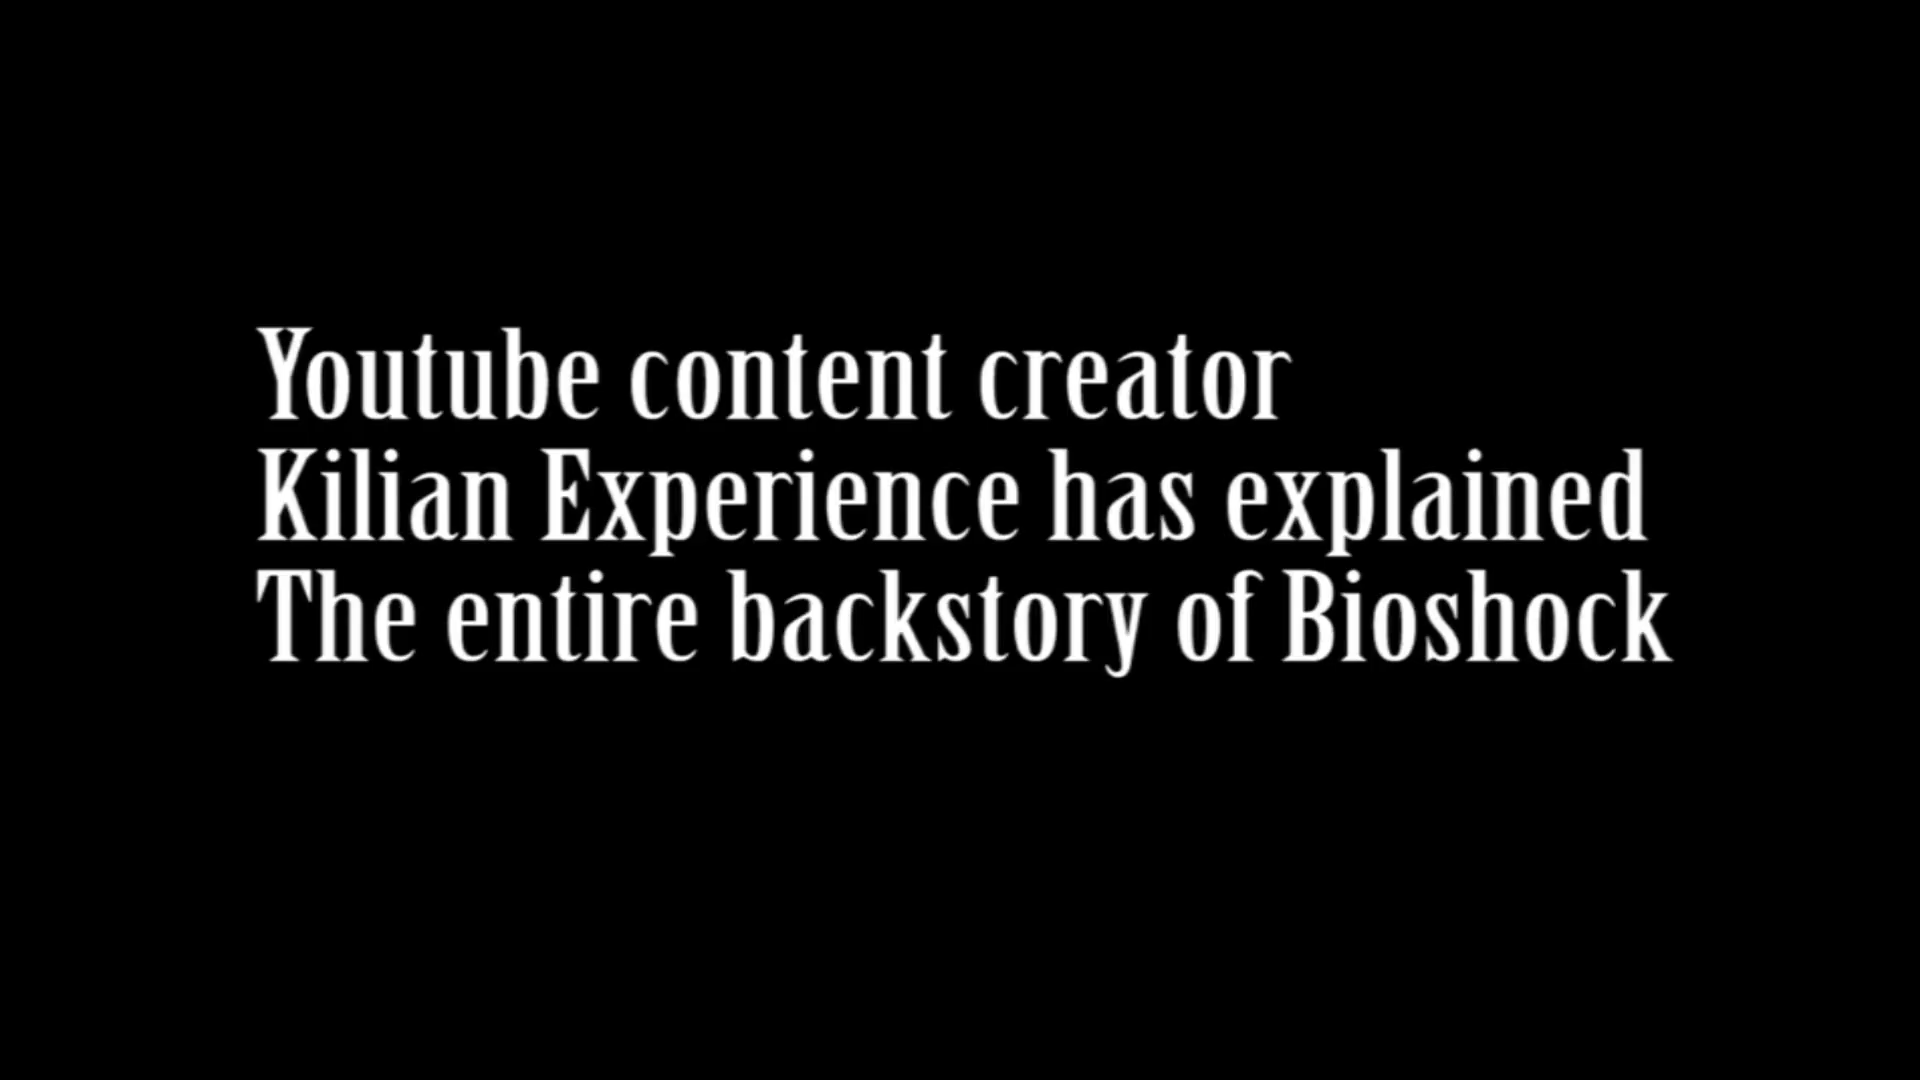 Youtube content creator
Kilian Experience has explained
The entire backstory of Bioshock